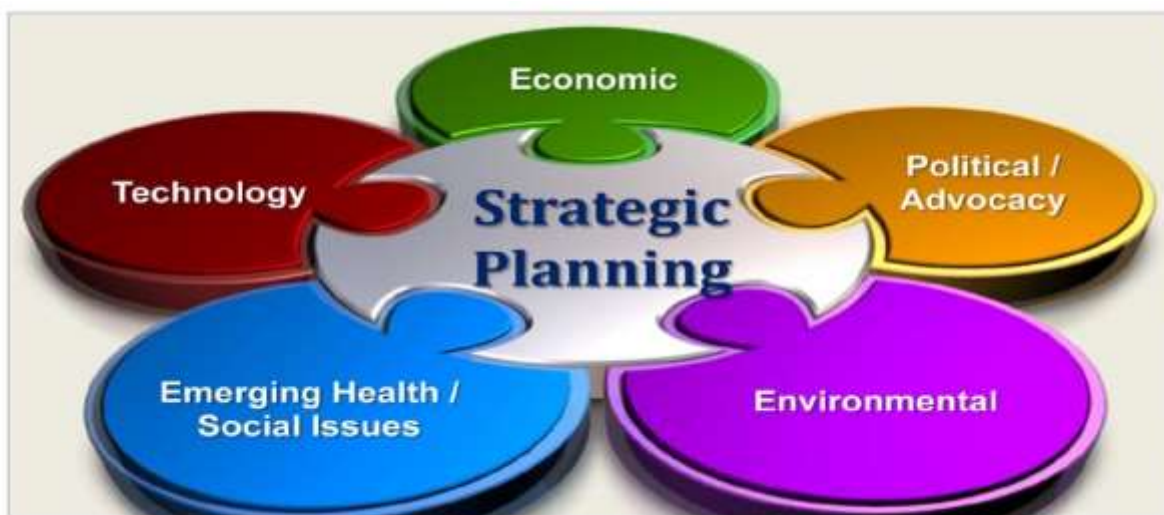 Economic
Technology
Political /
Advocacy
Strategic
Planning
Emerging Health /
Social Issues
Environmental